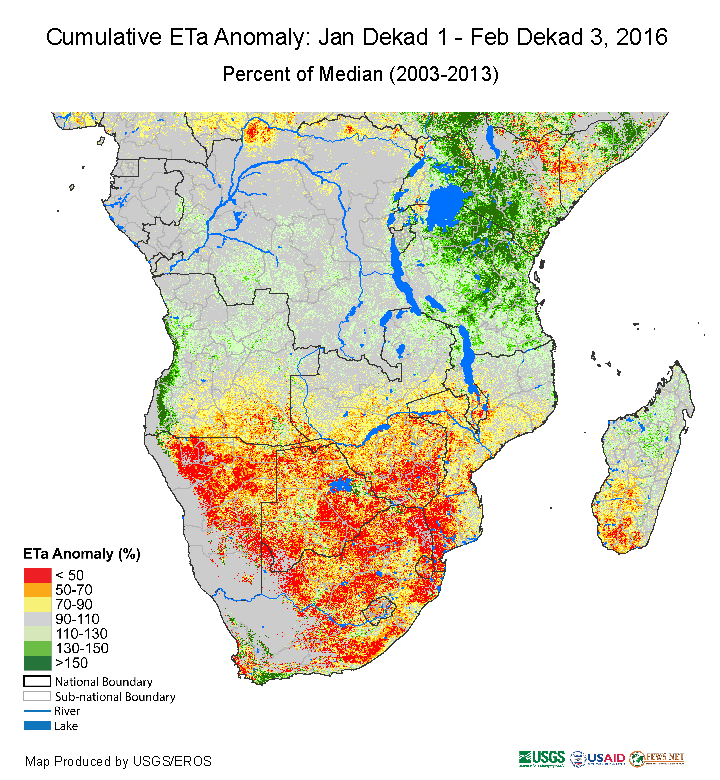 Cumulative ETa Anomaly: Jan Dekad 1 - Feb Dekad 3, 2016
Percent of Median (2003-2013)
ETa Anomaly (%)
< 50
50-70
70-90
90-110
110-130
130-150
>150
National Boundary
Sub-national Boundary
River
Lake
Map Produced by USGS/EROS
USGS USAID FEWS NET